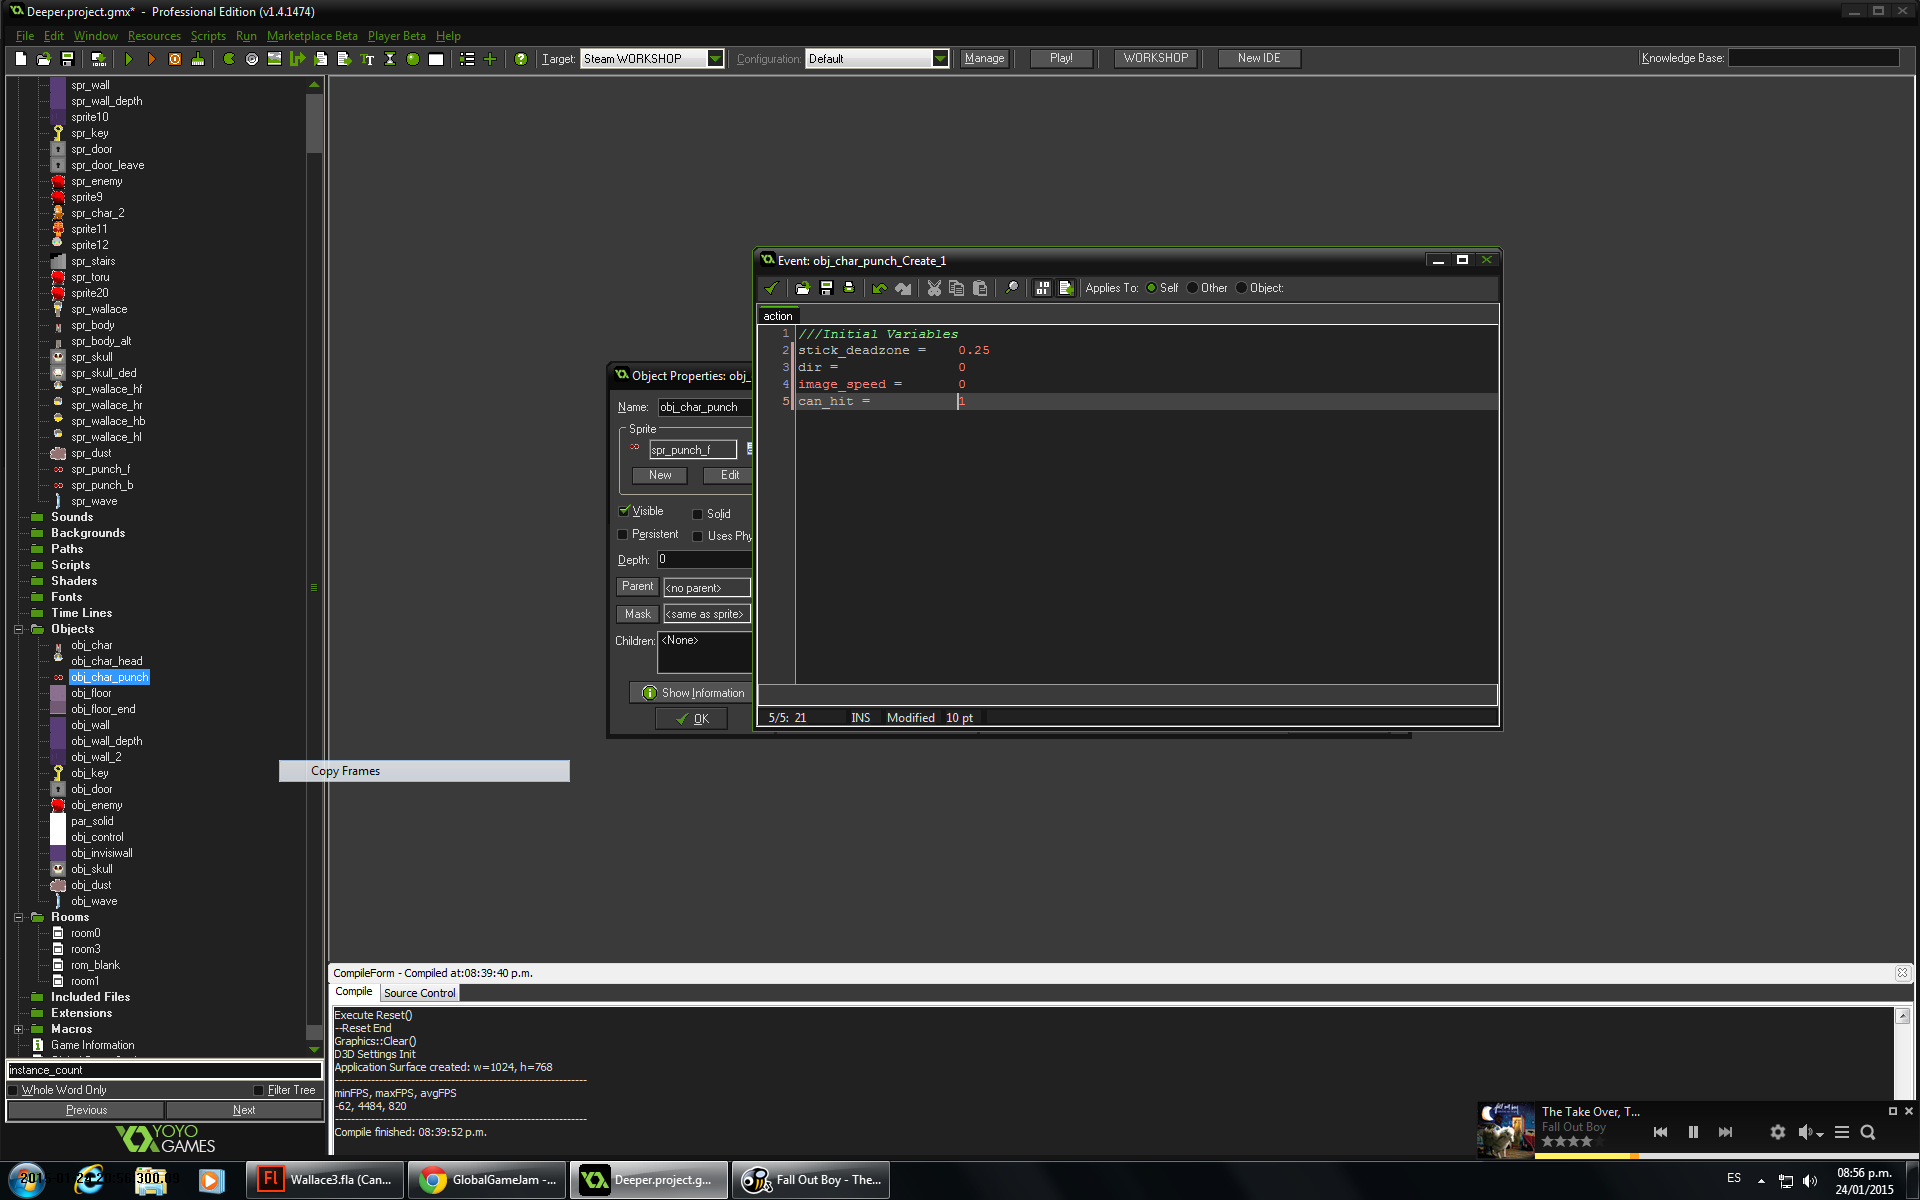 Deeper.project.gmx*  -  Professional Edition (v1.4.1474)
File Edit Window Resources Scripts Run Marketplace Beta Player Beta Help
Target: Steam WORKSHOP Configuration: Default Manage Play! WORKSHOP New IDE Knowledge Base:
spr_wall
spr_wall_depth
sprite10
spr_key
spr_door
spr_door_leave
spr_enemy
sprite9
spr_char_2
sprite11
sprite12
spr_stairs
spr_toru
sprite20
spr_wallace
spr_body
spr_body_alt
spr_skull
spr_skull_ded
spr_wallace_hf
spr_wallace_hr
spr_wallace_hb
spr_wallace_hl
spr_dust
spr_punch_f
spr_punch_b
spr_wave
Sounds
Backgrounds
Paths
Scripts
Shaders
Fonts
Time Lines
Objects
obj_char
obj_char_head
obj_char_punch
obj_floor
obj_floor_end
obj_wall
obj_wall_depth
obj_wall_2
obj_key
obj_door
obj_enemy
par_solid
obj_control
obj_invisiwall
obj_skull
obj_dust
obj_wave
Rooms
room0
room3
rom_blank
room1
Included Files
Extensions
Macros
Game Information
instance_count
Whole Word Only Filter Tree
Previous Next
YOYO
GAMES
Copy Frames
Object Properties: obj_
Name: obj_char_punch
Sprite
spr_punch_f
New Edit
Visible Solid
Persistent Uses Phy
Depth: 0
Parent <no parent>
Mask <same as sprite>
Children: <None>
Show Information
OK
Event: obj_char_punch_Create_1
Applies To: Self Other Object:
action
1 ///Initial Variables
2 stick_deadzone = 0.25
3 dir = 0
4 image_speed = 0
5 can_hit = 1
5/5: 21 INS Modified 10 pt
CompileForm - Compiled at:08:39:40 p.m.
Compile Source Control
Execute Reset()
--Reset End
Graphics::Clear()
D3D Settings Init
Application Surface created: w=1024, h=768
minFPS, maxFPS, avgFPS
-62, 4484, 820
Compile finished: 08:39:52 p.m.
The Take Over, T...
Fall Out Boy
Wallace3.fla (Can...
GlobalGameJam -...
Deeper.project.g...
Fall Out Boy - The...
ES
08:56 p.m.
24/01/2015